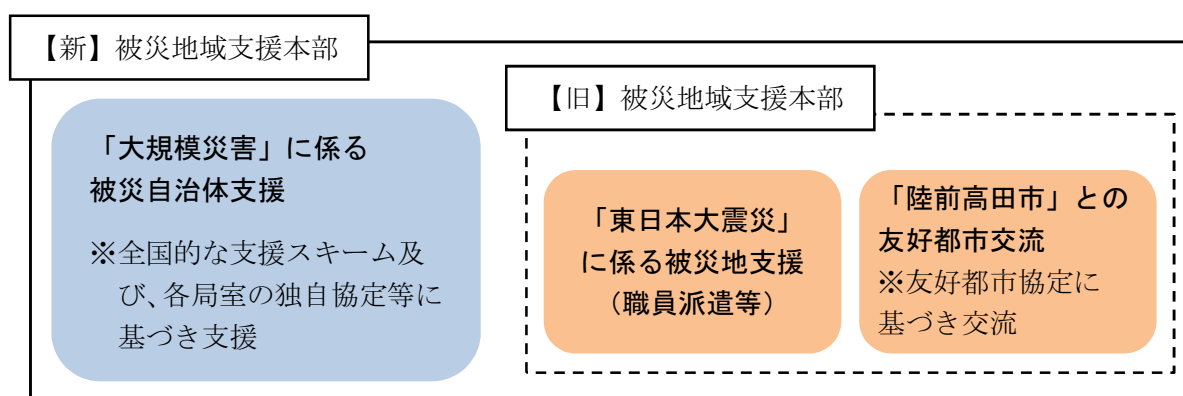 【新】被災地域支援本部
「大規模災害」に係る
被災自治体支援
※全国的な支援スキーム及
び、各局室の独自協定等に
基づき支援
【旧】被災地域支援本部
「東日本大震災」
に係る被災地支援
（職員派遣等）
「陸前高田市」との
友好都市交流
※友好都市協定に
基づき交流